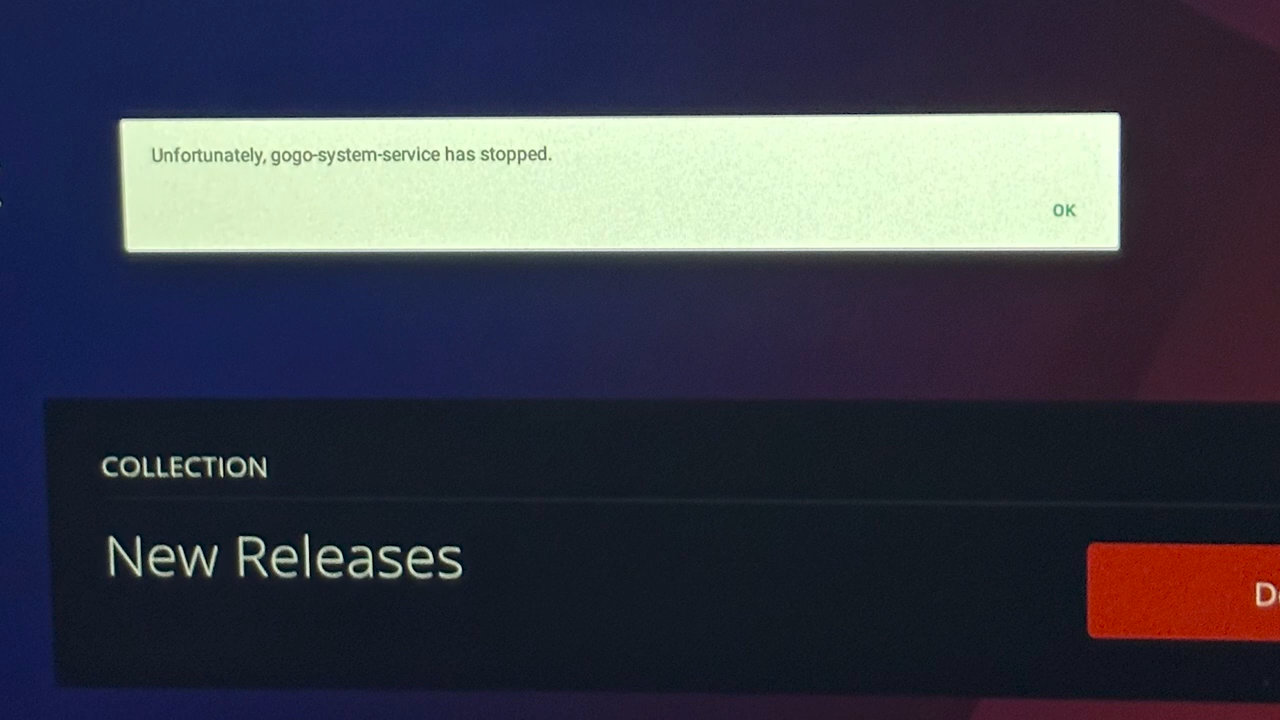 Unfortunately, gogo-system-service has stopped.
OK
COLLECTION
New Releases